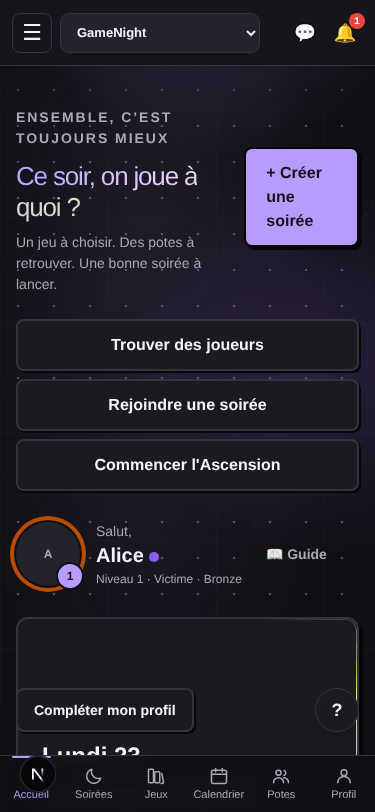 ☰
GameNight
💬
🔔 1
ENSEMBLE, C'EST
TOUJOURS MIEUX
Ce soir, on joue à
quoi ?
Un jeu à choisir. Des potes à
retrouver. Une bonne soirée à
lancer.
+ Créer
une
soirée
Trouver des joueurs
Rejoindre une soirée
Commencer l'Ascension
A
1
Salut,
Alice
Niveau 1 · Victime · Bronze
📖 Guide
Compléter mon profil
?
Lundi 23
N
Accueil
Soirées
Jeux
Calendrier
Potes
Profil